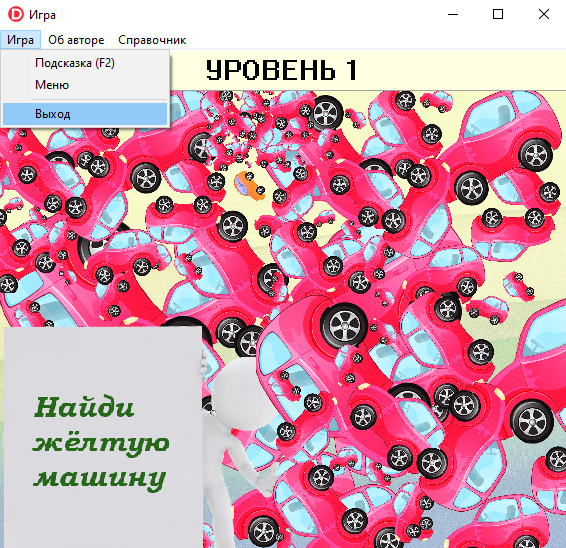 Игра
Игра Об авторе Справочник
Подсказка (F2)
Меню
Выход
УРОВЕНЬ 1
Найди
жёлтую
машину